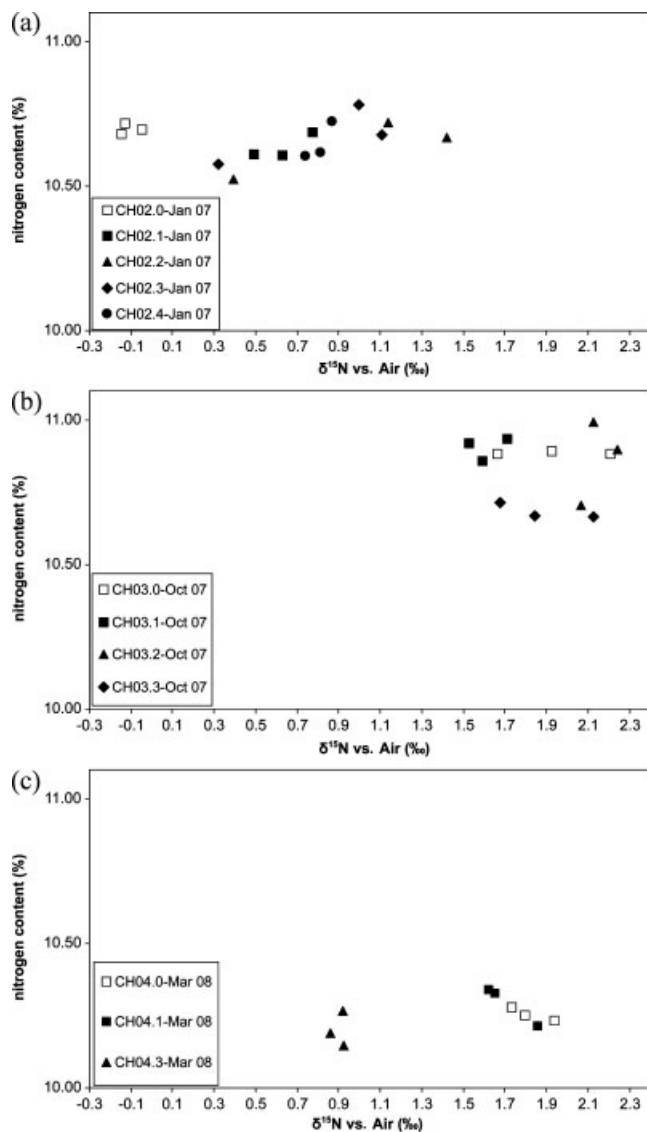 (a)
11.00
10.50
10.00
nitrogen content (%)
CH02.0-Jan 07
CH02.1-Jan 07
CH02.2-Jan 07
CH02.3-Jan 07
CH02.4-Jan 07
-0.3 -0.1 0.1 0.3 0.5 0.7 0.9 1.1 1.3 1.5 1.7 1.9 2.1 2.3
δ¹⁵N vs. Air (‰)
(b)
11.00
10.50
10.00
nitrogen content (%)
CH03.0-Oct 07
CH03.1-Oct 07
CH03.2-Oct 07
CH03.3-Oct 07
-0.3 -0.1 0.1 0.3 0.5 0.7 0.9 1.1 1.3 1.5 1.7 1.9 2.1 2.3
δ¹⁵N vs. Air (‰)
(c)
11.00
10.50
10.00
nitrogen content (%)
CH04.0-Mar 08
CH04.1-Mar 08
CH04.3-Mar 08
-0.3 -0.1 0.1 0.3 0.5 0.7 0.9 1.1 1.3 1.5 1.7 1.9 2.1 2.3
δ¹⁵N vs. Air (‰)